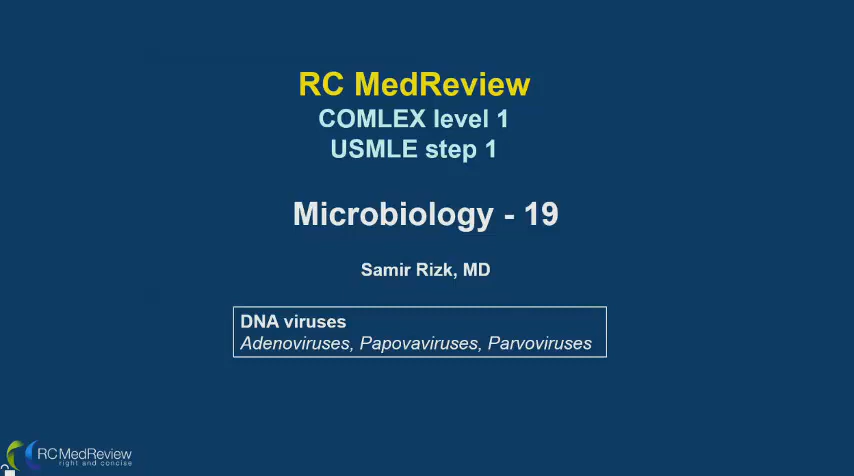 RC MedReview
COMLEX level 1
USMLE step 1
Microbiology - 19
Samir Rizk, MD
DNA viruses
Adenoviruses, Papovaviruses, Parvoviruses
RCMedReview
right and concise